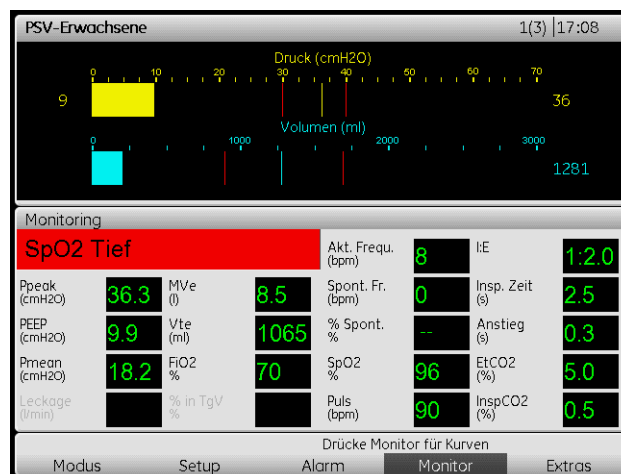 PSV-Erwachsene 1(3) |17:08
Druck (cmH2O)
0 10 20 30 40 50 60 70
9 36
Volumen (ml)
0 1000 2000 3000
1281
Monitoring
SpO2 Tief
Akt. Frequ. (bpm) 8 I:E 1:2.0
Ppeak (cmH2O) 36.3 MVe (l) 8.5 Spont. Fr. (bpm) 0 Insp. Zeit (s) 2.5
PEEP (cmH2O) 9.9 Vte (ml) 1065 % Spont. % -- Anstieg (s) 0.3
Pmean (cmH2O) 18.2 FiO2 % 70 SpO2 % 96 EtCO2 (%) 5.0
Leckage (l/min) % in TgV % Puls (bpm) 90 InspCO2 (%) 0.5
Drücke Monitor für Kurven
Modus Setup Alarm Monitor Extras